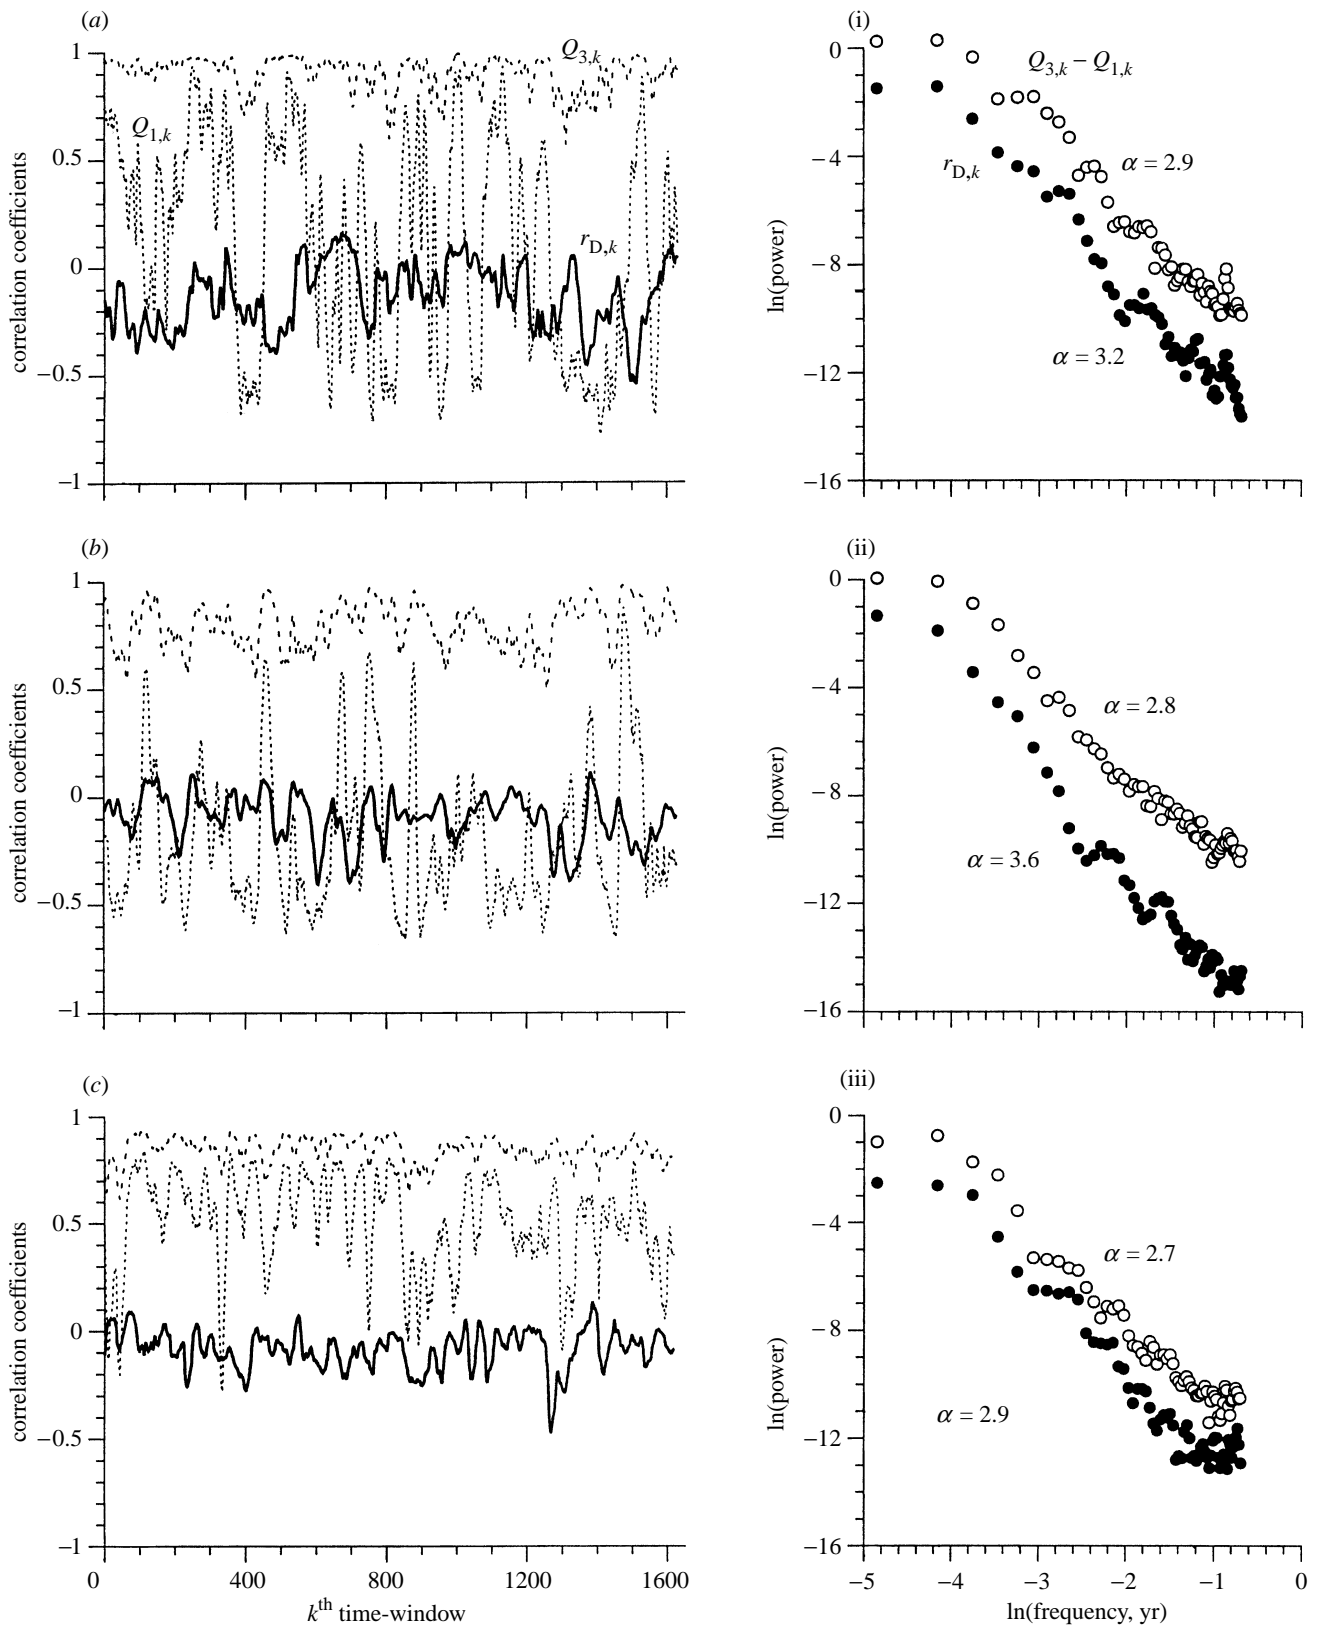 (a)
1
0.5
0
−0.5
−1
correlation coefficients
Q3,k
Q1,k
rD,k
(i)
0
−4
−8
−12
−16
ln(power)
Q3,k − Q1,k
rD,k
α = 2.9
α = 3.2
(b)
1
0.5
0
−0.5
−1
correlation coefficients
(ii)
0
−4
−8
−12
−16
ln(power)
α = 2.8
α = 3.6
(c)
1
0.5
0
−0.5
−1
correlation coefficients
0 400 800 1200 1600
kth time-window
(iii)
0
−4
−8
−12
−16
ln(power)
α = 2.7
α = 2.9
−5 −4 −3 −2 −1 0
ln(frequency, yr)